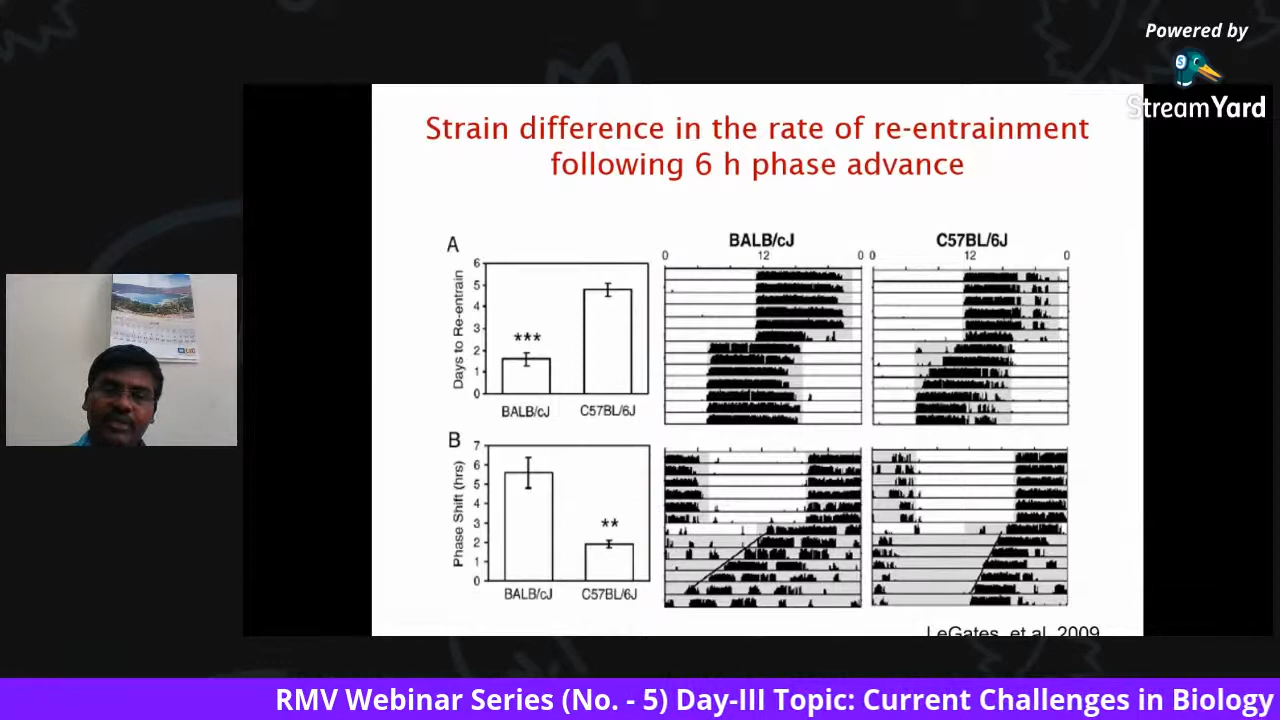 Powered by
StreamYard
Strain difference in the rate of re-entrainment
following 6 h phase advance
A
Days to Re-entrain
6
5
4
3
2
1
0
***
BALB/cJ
C57BL/6J
BALB/cJ
0
12
0
C57BL/6J
0
12
0
B
Phase Shift (hrs)
7
6
5
4
3
2
1
0
**
BALB/cJ
C57BL/6J
LeGates, et al. 2009
RMV Webinar Series (No. - 5) Day-III Topic: Current Challenges in Biology